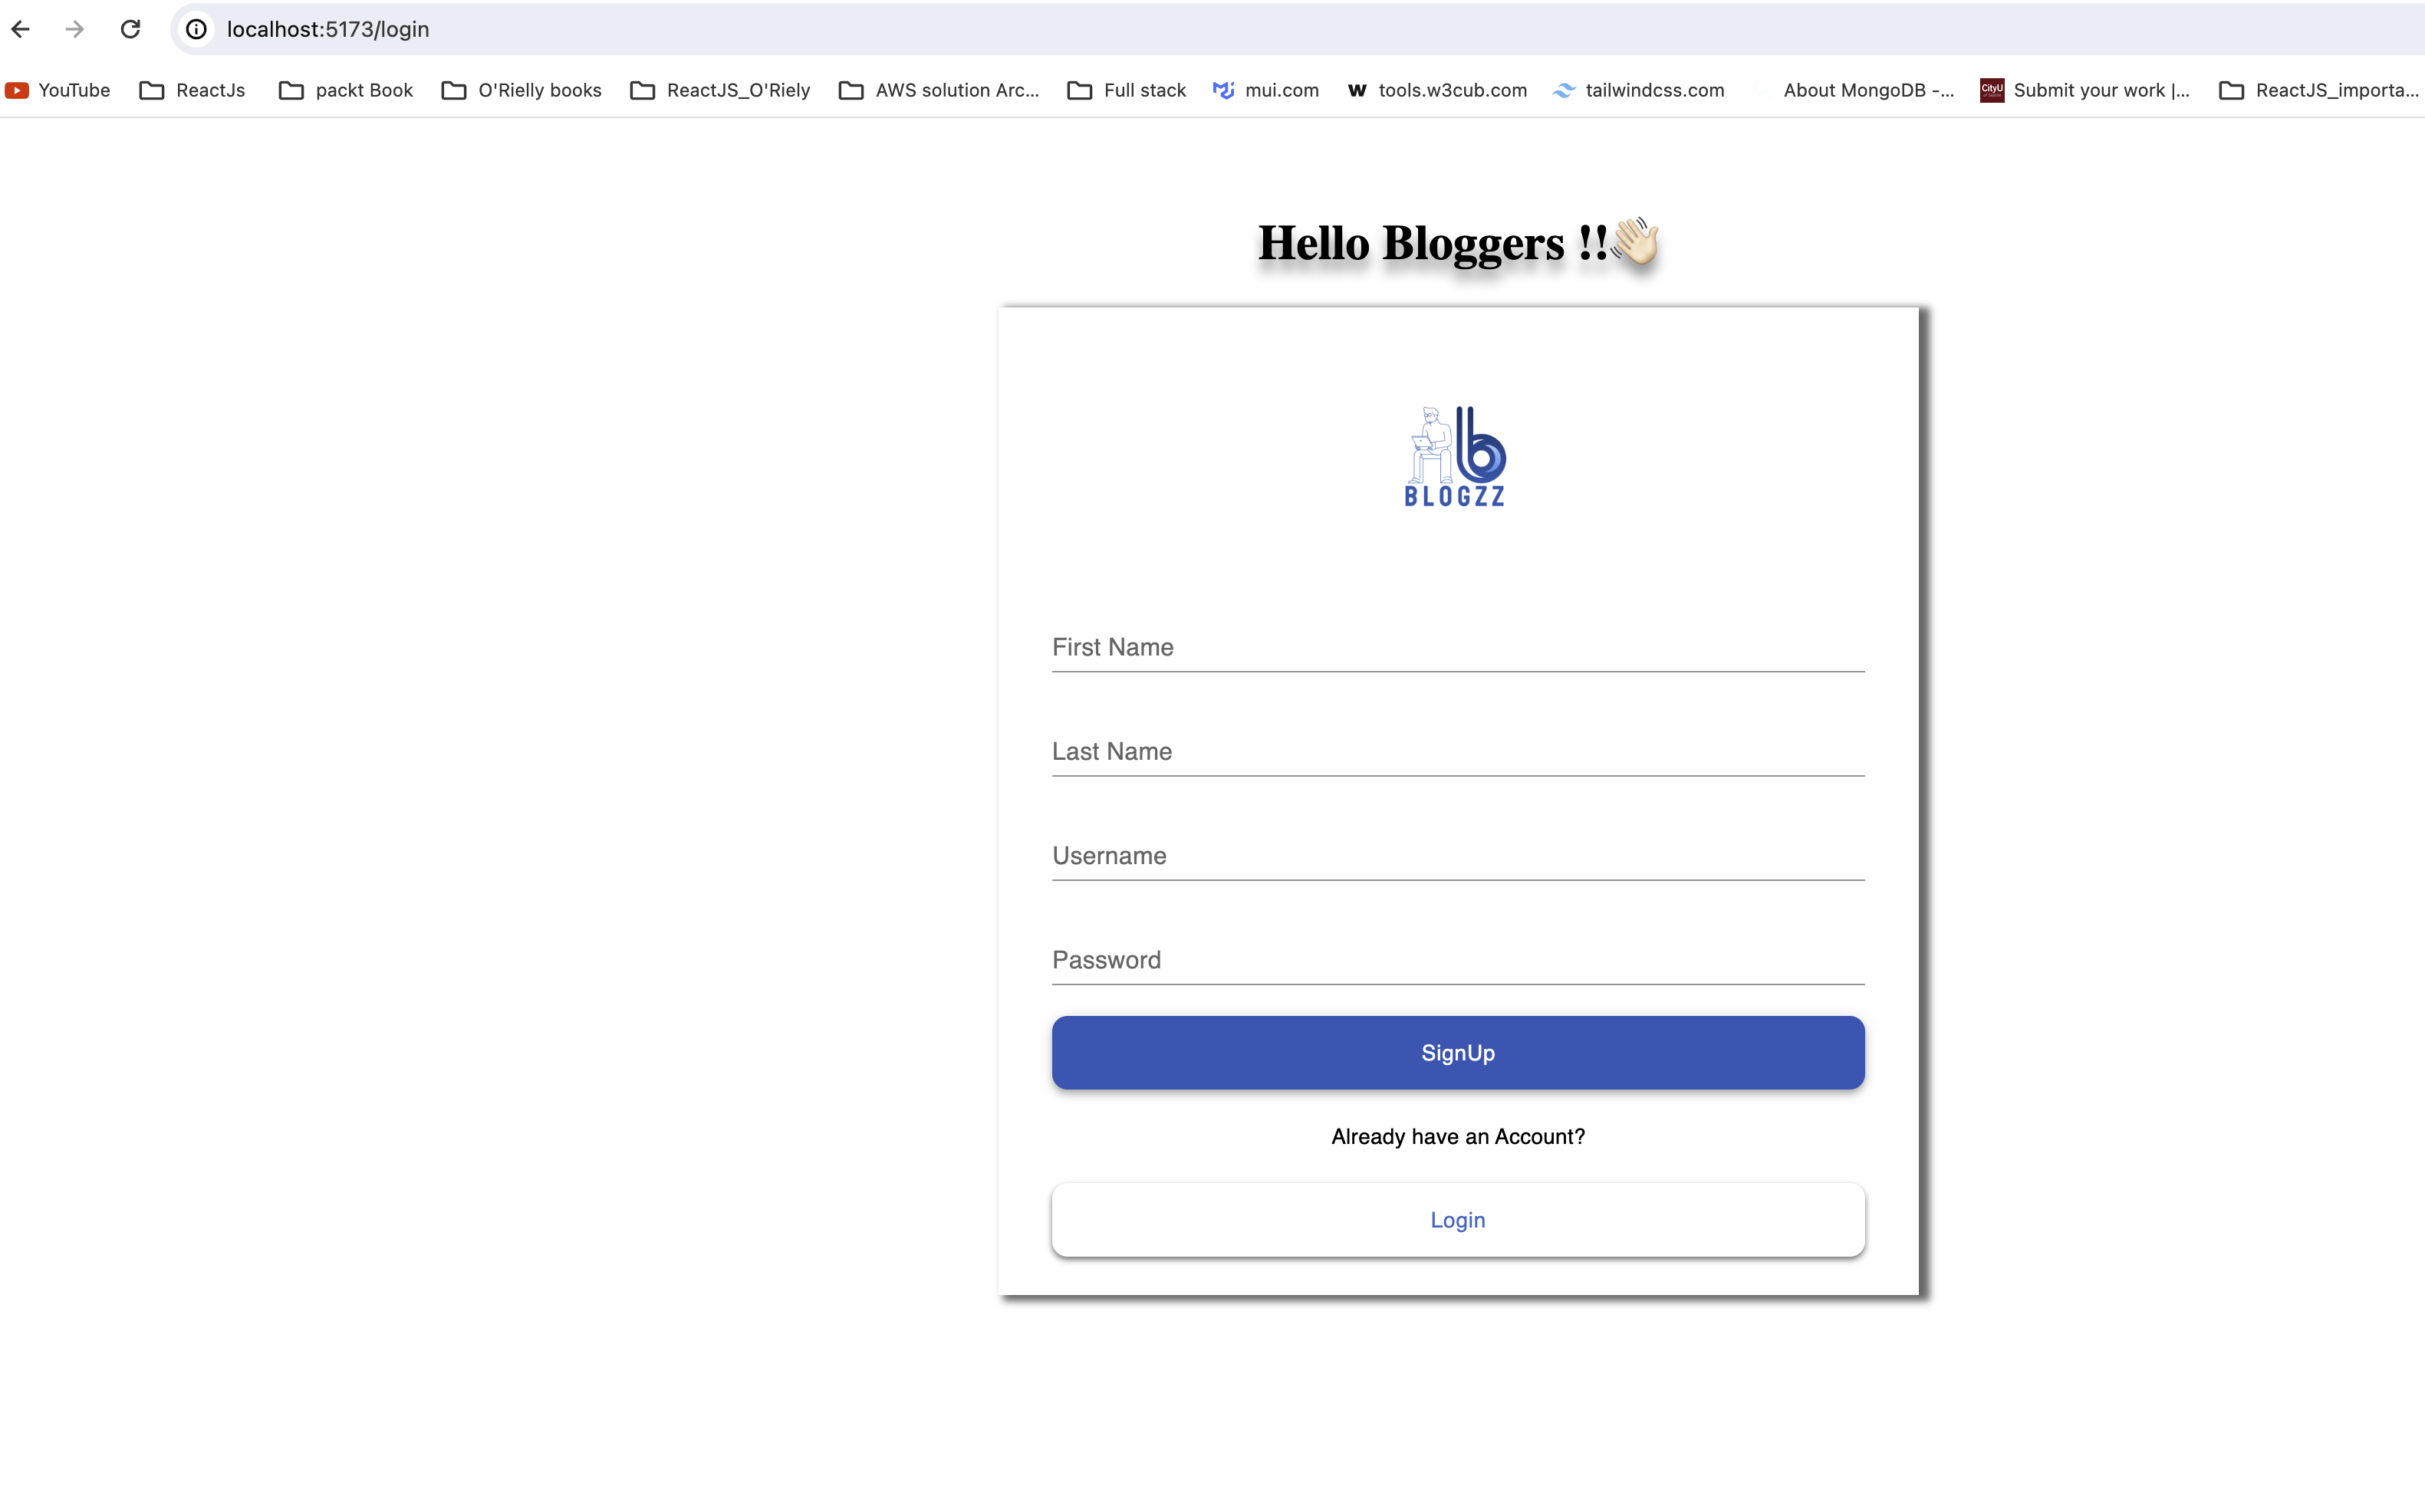 localhost:5173/login
YouTube ReactJs packt Book O'Rielly books ReactJS_O'Riely AWS solution Arc... Full stack mui.com W tools.w3cub.com tailwindcss.com About MongoDB -... CityU Submit your work |... ReactJS_importa...
Hello Bloggers !!👋🏻
BLOGZZ
First Name
Last Name
Username
Password
SignUp
Already have an Account?
Login